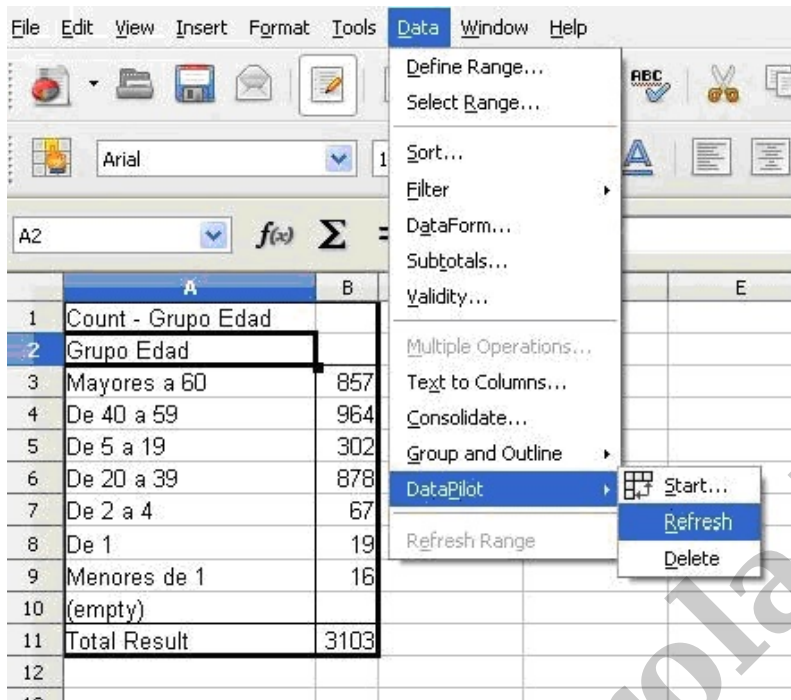 File Edit View Insert Format Tools Data Window Help
Define Range...
Select Range...
Sort...
Filter
DataForm...
Subtotals...
Validity...
Multiple Operations...
Text to Columns...
Consolidate...
Group and Outline
DataPilot
Refresh Range
Start...
Refresh
Delete
ABC
Arial 1
A2 f(x) Σ =
A B E
1 Count - Grupo Edad
2 Grupo Edad
3 Mayores a 60 857
4 De 40 a 59 964
5 De 5 a 19 302
6 De 20 a 39 878
7 De 2 a 4 67
8 De 1 19
9 Menores de 1 16
10 (empty)
11 Total Result 3103
12